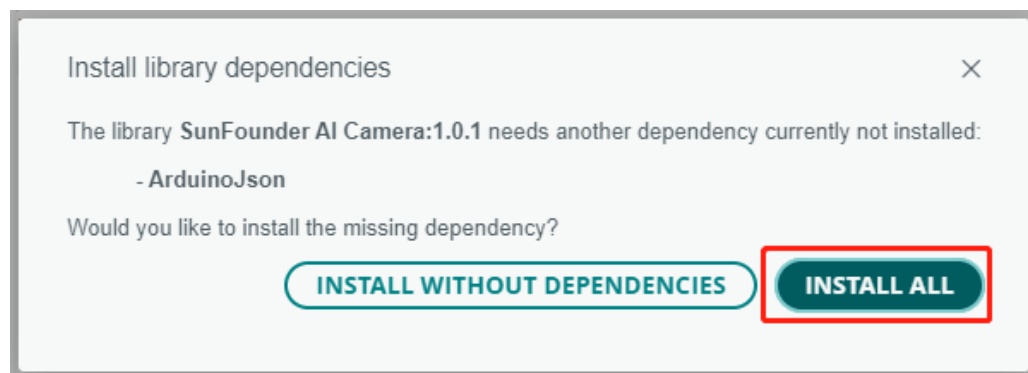 Install library dependencies
The library SunFounder AI Camera:1.0.1 needs another dependency currently not installed:
- ArduinoJson
Would you like to install the missing dependency?
INSTALL WITHOUT DEPENDENCIES INSTALL ALL